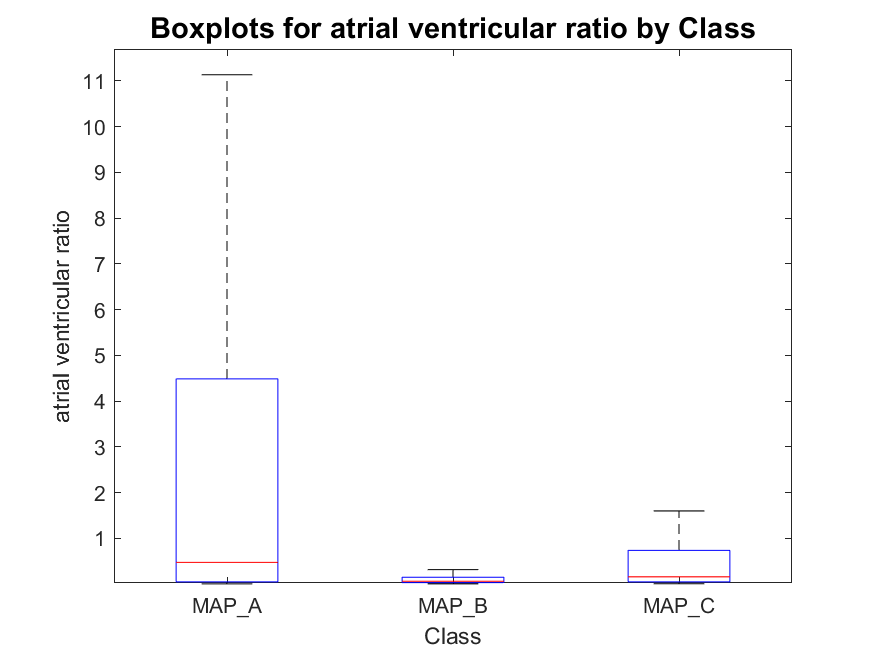 Boxplots for atrial ventricular ratio by Class
atrial ventricular ratio
11
10
9
8
7
6
5
4
3
2
1
MAP_A MAP_B MAP_C
Class